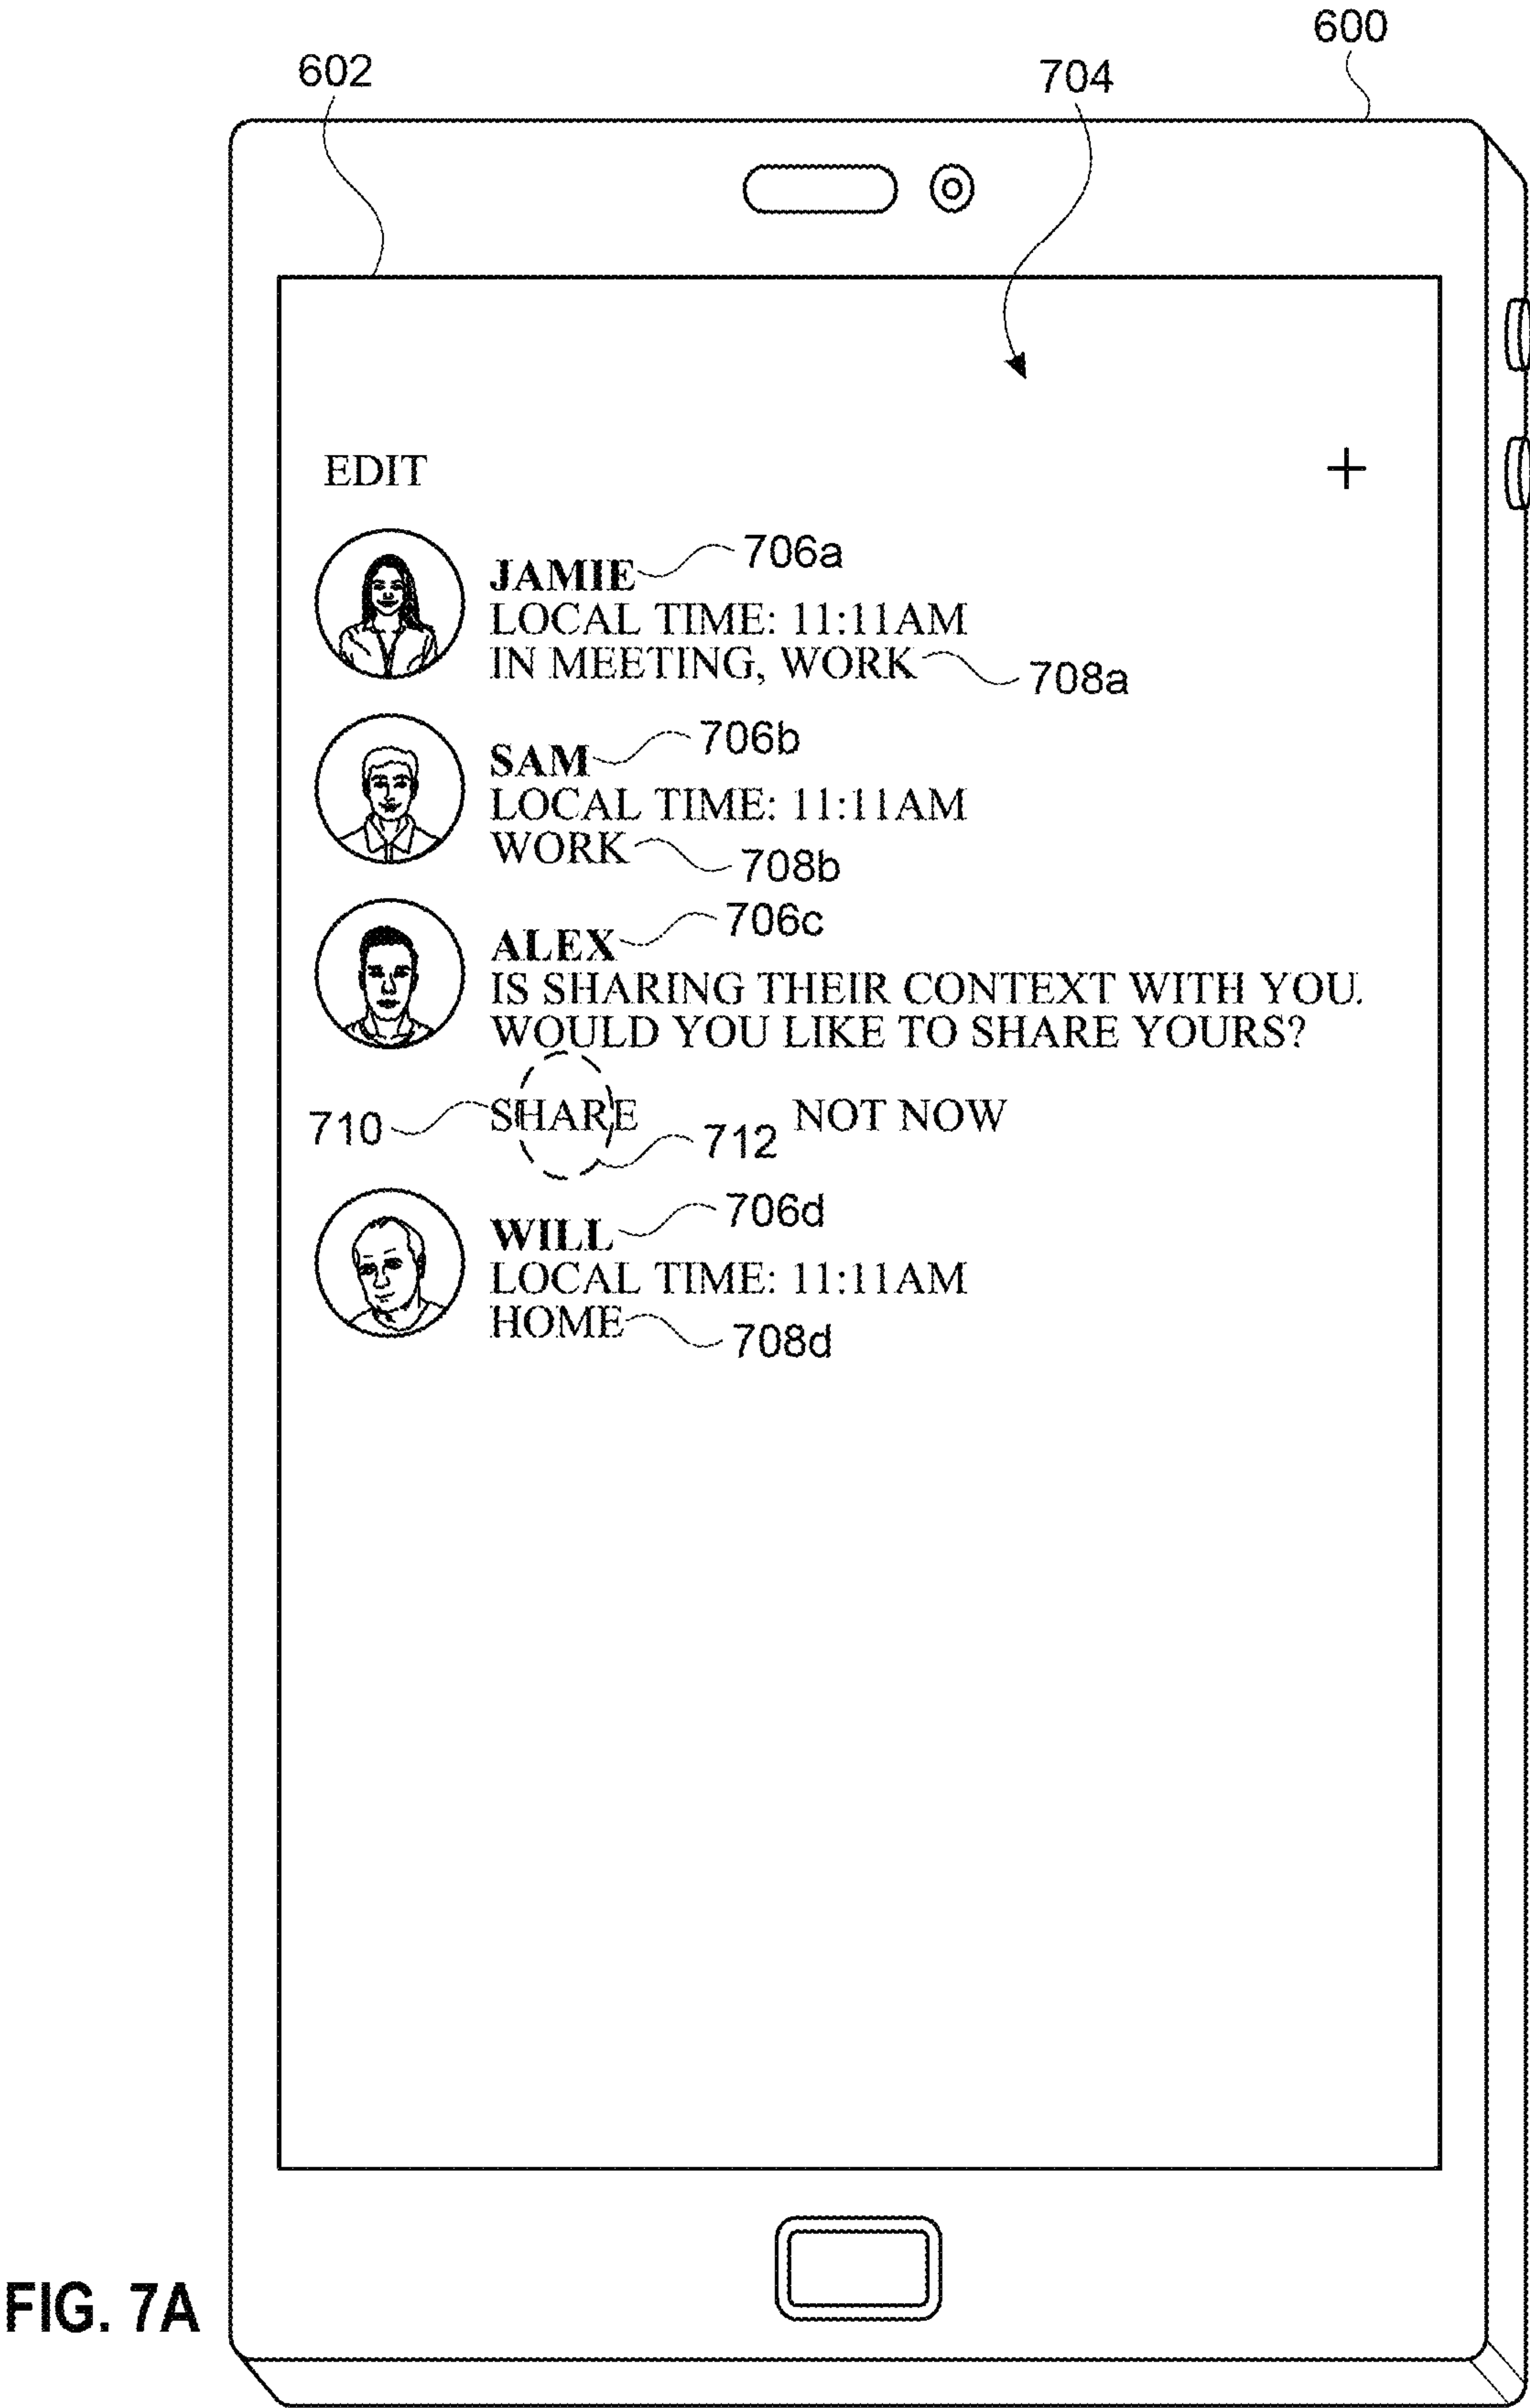 600
602
704
EDIT +
JAMIE 706a
LOCAL TIME: 11:11AM
IN MEETING, WORK 708a
SAM 706b
LOCAL TIME: 11:11AM
WORK 708b
ALEX 706c
IS SHARING THEIR CONTEXT WITH YOU.
WOULD YOU LIKE TO SHARE YOURS?
710 SHARE 712 NOT NOW
WILL 706d
LOCAL TIME: 11:11AM
HOME 708d
FIG. 7A